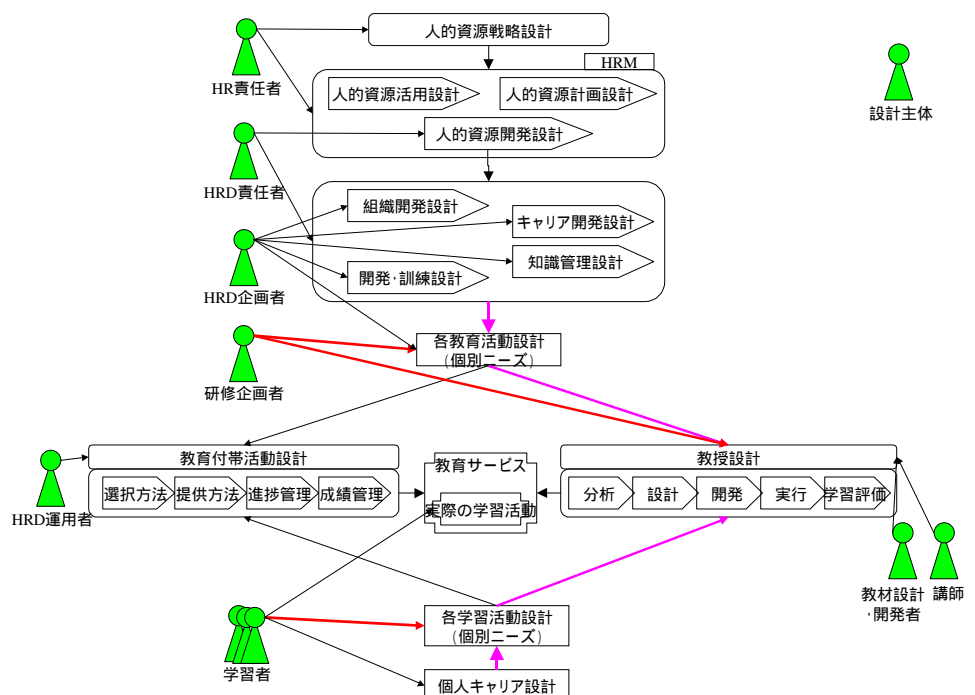 人的資源戦略設計
HRM
HR責任者
人的資源活用設計
人的資源計画設計
設計主体
人的資源開発設計
HRD責任者
組織開発設計
キャリア開発設計
知識管理設計
開発・訓練設計
HRD企画者
各教育活動設計
(個別ニーズ)
研修企画者
教育付帯活動設計
教育サービス
教授設計
選択方法
提供方法
進捗管理
成績管理
実際の学習活動
分析
設計
開発
実行
学習評価
HRD運用者
教材設計
・開発者
講師
各学習活動設計
(個別ニーズ)
学習者
個人キャリア設計